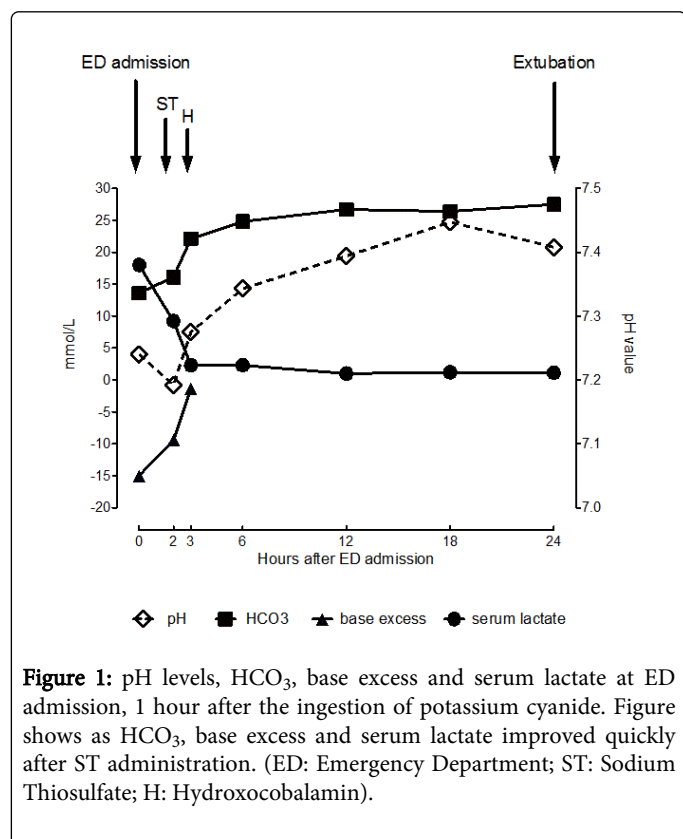 ED admission
Extubation
ST
H
30
25
20
15
10
5
0
-5
-10
-15
-20
mmol/L
7.5
7.4
7.3
7.2
7.1
7.0
pH value
0 2 3 6 12 18 24
Hours after ED admission
pH HCO3 base excess serum lactate
Figure 1: pH levels, HCO₃, base excess and serum lactate at ED
admission, 1 hour after the ingestion of potassium cyanide. Figure
shows as HCO₃, base excess and serum lactate improved quickly
after ST administration. (ED: Emergency Department; ST: Sodium
Thiosulfate; H: Hydroxocobalamin).